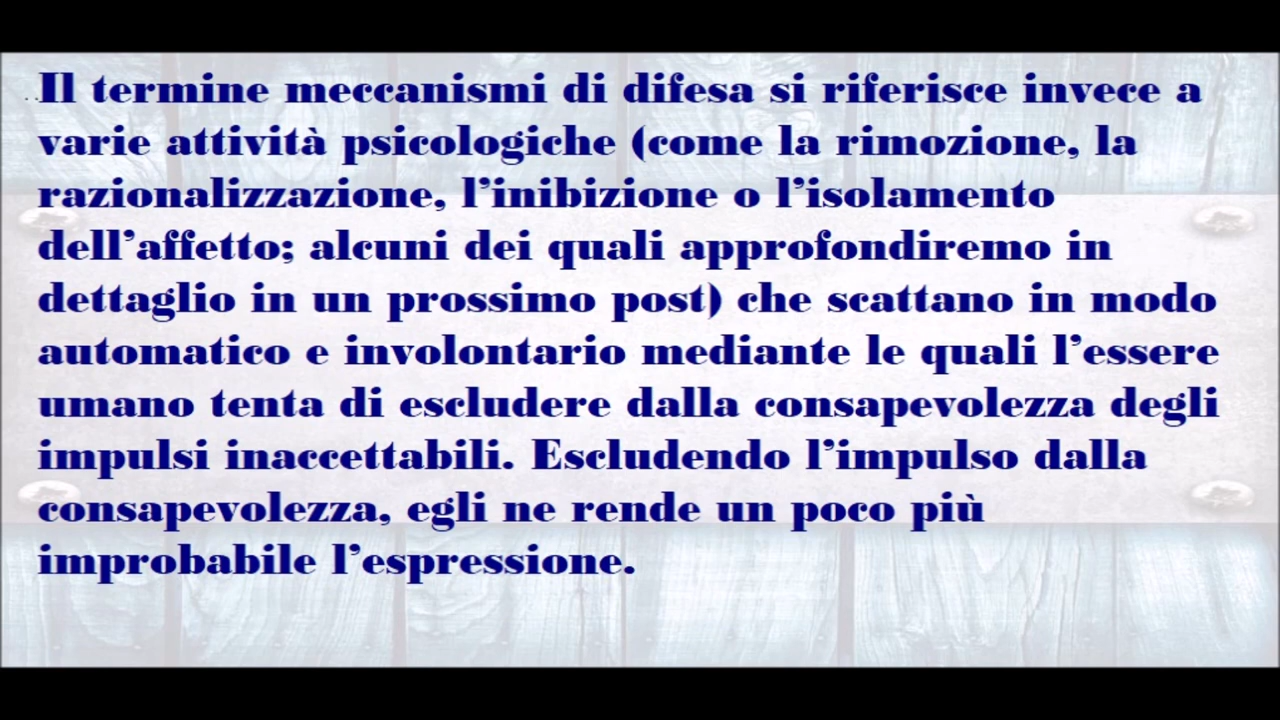 Il termine meccanismi di difesa si riferisce invece a
varie attività psicologiche (come la rimozione, la
razionalizzazione, l’inibizione o l’isolamento
dell’affetto; alcuni dei quali approfondiremo in
dettaglio in un prossimo post) che scattano in modo
automatico e involontario mediante le quali l’essere
umano tenta di escludere dalla consapevolezza degli
impulsi inaccettabili. Escludendo l’impulso dalla
consapevolezza, egli ne rende un poco più
improbabile l’espressione.